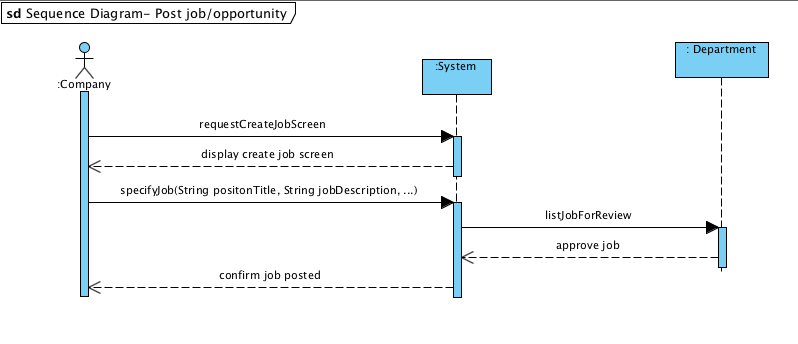 sd Sequence Diagram- Post job/opportunity
:Company
:System
: Department
requestCreateJobScreen
display create job screen
specifyJob(String positonTitle, String jobDescription, ...)
listJobForReview
approve job
confirm job posted